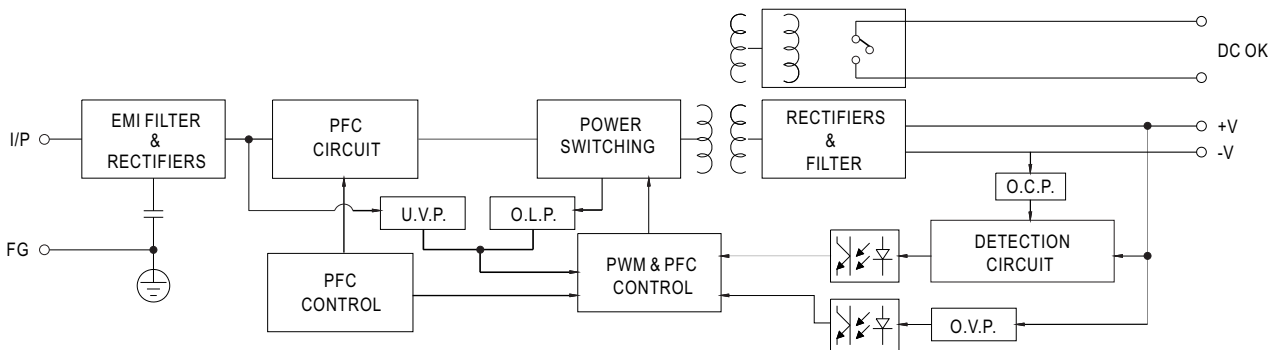 DC OK
I/P
EMI FILTER
&
RECTIFIERS
PFC
CIRCUIT
POWER
SWITCHING
RECTIFIERS
&
FILTER
+V
-V
O.C.P.
U.V.P.
O.L.P.
FG
PFC
CONTROL
PWM & PFC
CONTROL
DETECTION
CIRCUIT
O.V.P.